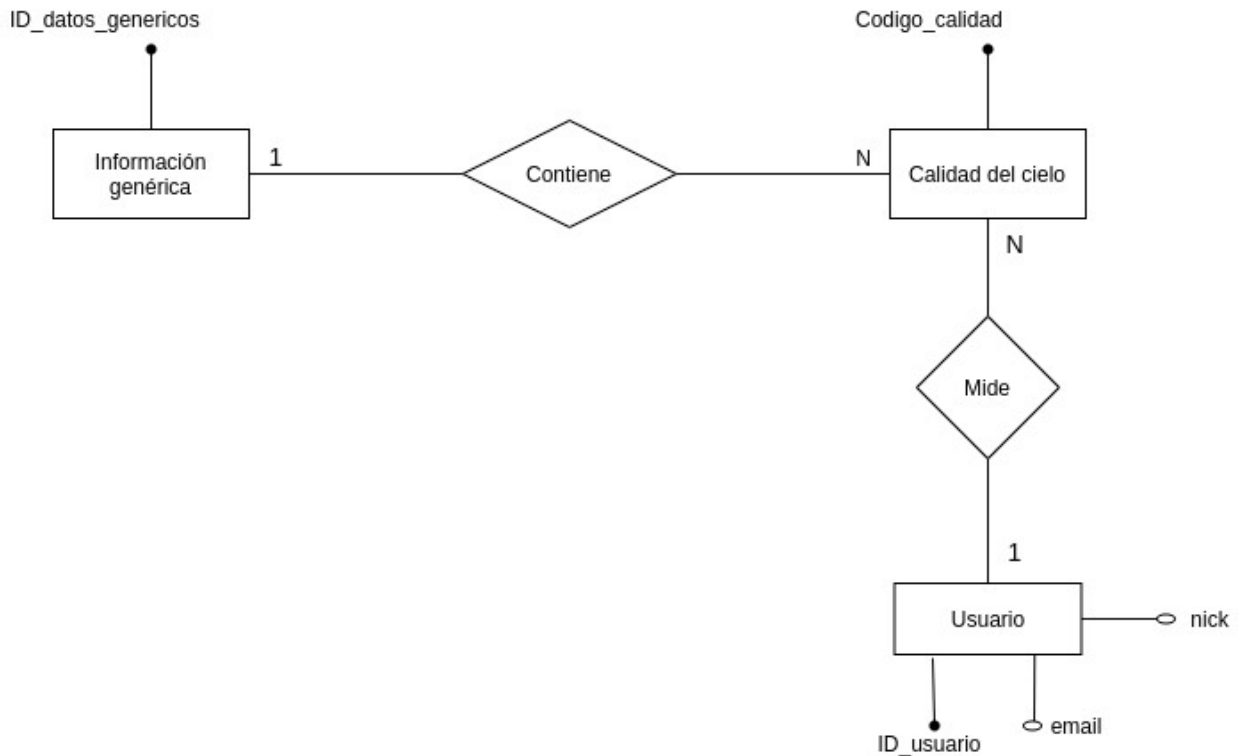 ID_datos_genericos
Codigo_calidad
Información
genérica
1
Contiene
N
Calidad del cielo
N
Mide
1
Usuario
nick
email
ID_usuario